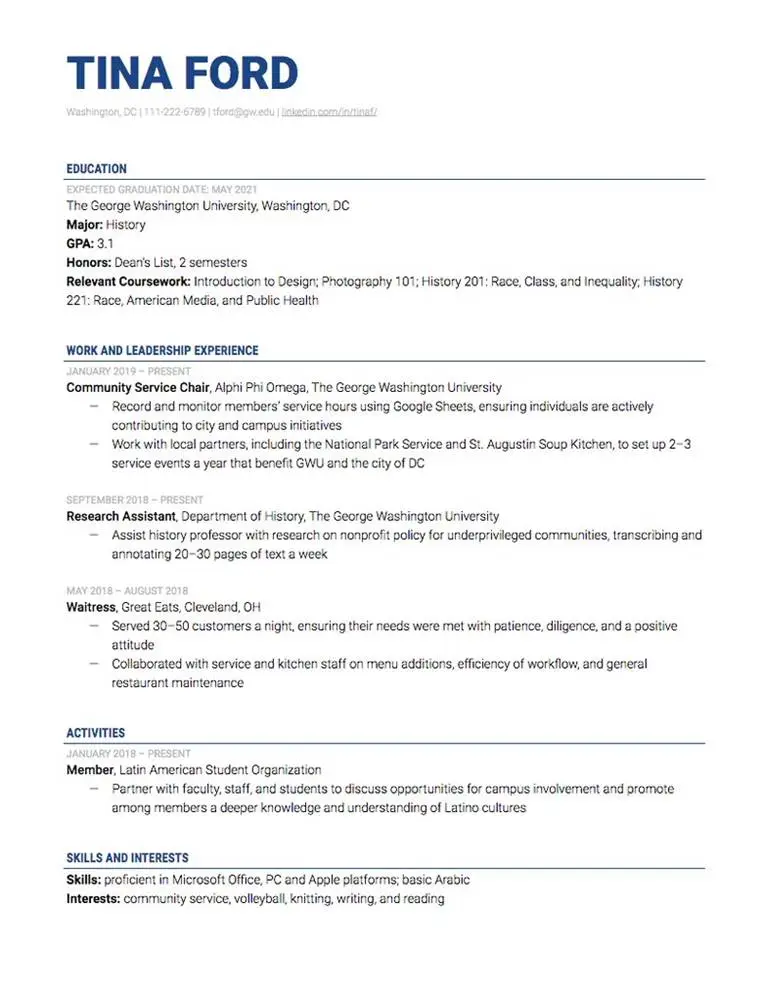 TINA FORD
Washington, DC | 111-222-6789 | tford@gw.edu | linkedin.com/in/tinaf/
EDUCATION
EXPECTED GRADUATION DATE: MAY 2021
The George Washington University, Washington, DC
Major: History
GPA: 3.1
Honors: Dean's List, 2 semesters
Relevant Coursework: Introduction to Design; Photography 101; History 201: Race, Class, and Inequality; History
221: Race, American Media, and Public Health
WORK AND LEADERSHIP EXPERIENCE
JANUARY 2019 – PRESENT
Community Service Chair, Alphi Phi Omega, The George Washington University
– Record and monitor members' service hours using Google Sheets, ensuring individuals are actively
contributing to city and campus initiatives
– Work with local partners, including the National Park Service and St. Augustin Soup Kitchen, to set up 2–3
service events a year that benefit GWU and the city of DC
SEPTEMBER 2018 – PRESENT
Research Assistant, Department of History, The George Washington University
– Assist history professor with research on nonprofit policy for underprivileged communities, transcribing and
annotating 20–30 pages of text a week
MAY 2018 – AUGUST 2018
Waitress, Great Eats, Cleveland, OH
– Served 30–50 customers a night, ensuring their needs were met with patience, diligence, and a positive
attitude
– Collaborated with service and kitchen staff on menu additions, efficiency of workflow, and general
restaurant maintenance
ACTIVITIES
JANUARY 2018 – PRESENT
Member, Latin American Student Organization
– Partner with faculty, staff, and students to discuss opportunities for campus involvement and promote
among members a deeper knowledge and understanding of Latino cultures
SKILLS AND INTERESTS
Skills: proficient in Microsoft Office, PC and Apple platforms; basic Arabic
Interests: community service, volleyball, knitting, writing, and reading